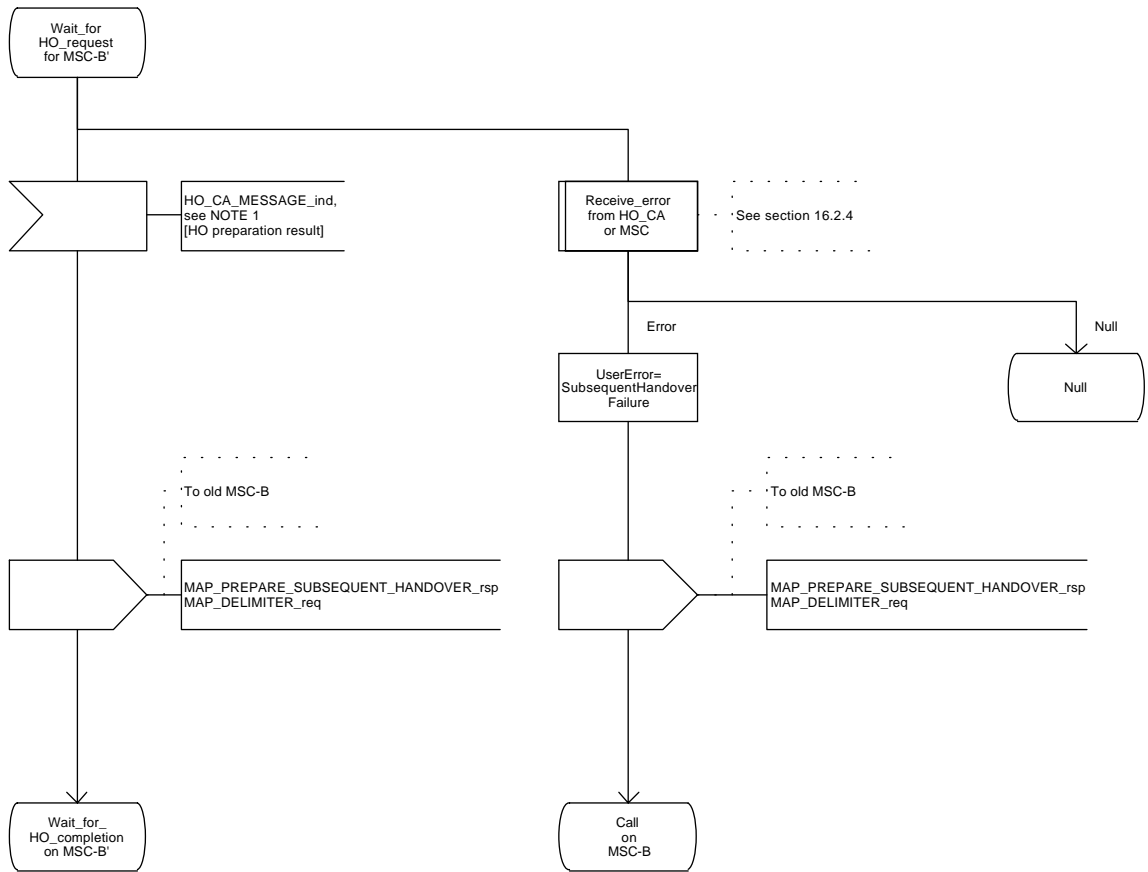 Wait_for
HO_request
for MSC-B'
HO_CA_MESSAGE_ind,
see NOTE 1
[HO preparation result]
Receive_error
from HO_CA
or MSC
See section 16.2.4
Error
Null
UserError=
SubsequentHandover
Failure
Null
To old MSC-B
To old MSC-B
MAP_PREPARE_SUBSEQUENT_HANDOVER_rsp
MAP_DELIMITER_req
MAP_PREPARE_SUBSEQUENT_HANDOVER_rsp
MAP_DELIMITER_req
Wait_for_
HO_completion
on MSC-B'
Call
on
MSC-B